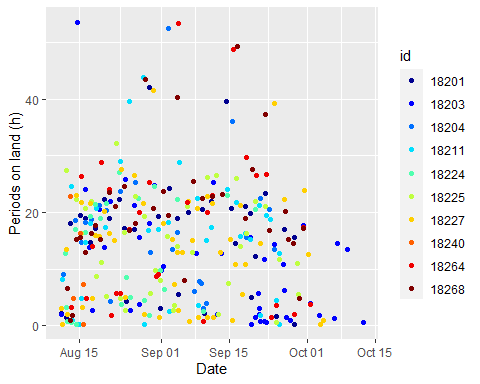 Periods on land (h)
40
20
0
Aug 15
Sep 01
Sep 15
Oct 01
Oct 15
Date
id
18201
18203
18204
18211
18224
18225
18227
18240
18264
18268